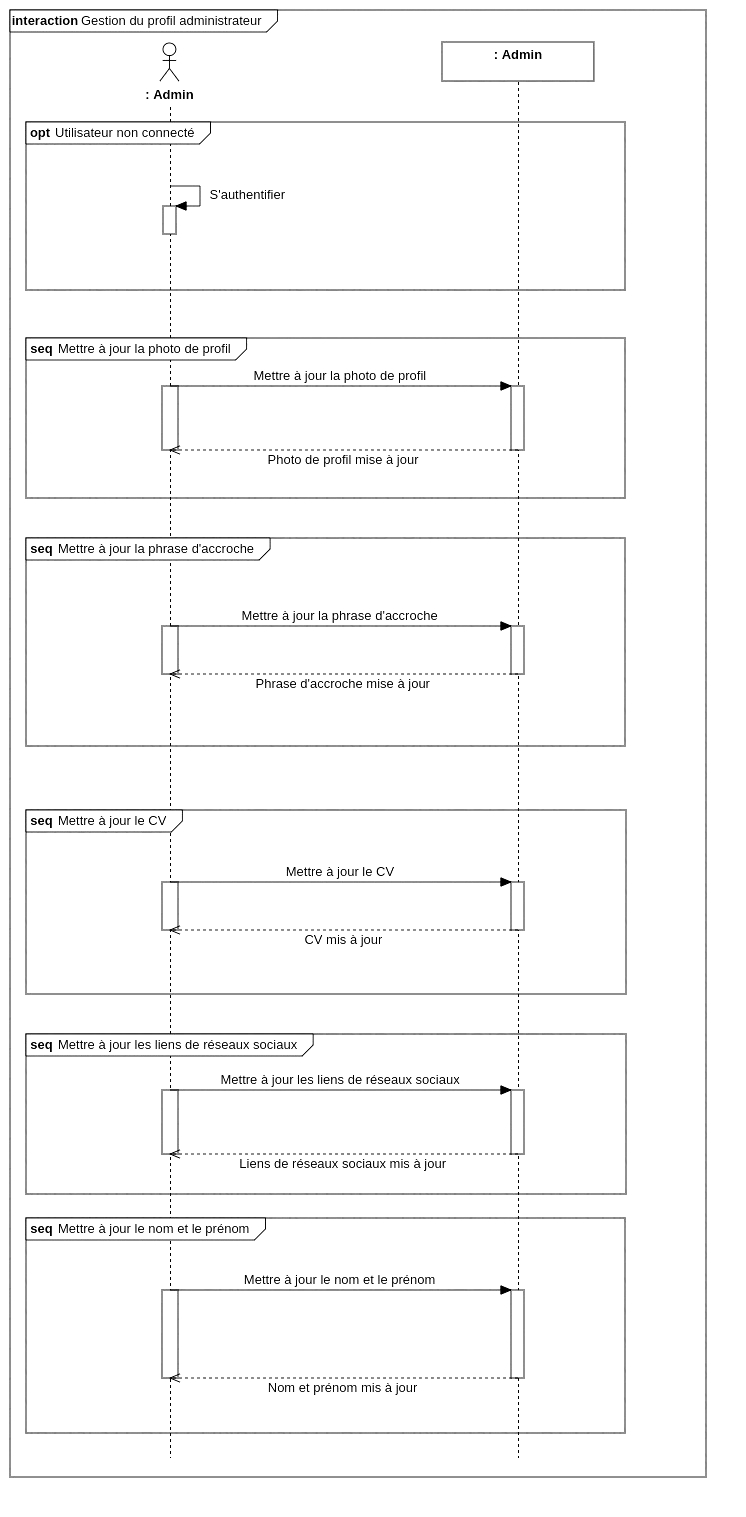 interaction Gestion du profil administrateur
: Admin
: Admin
opt Utilisateur non connecté
S'authentifier
seq Mettre à jour la photo de profil
Mettre à jour la photo de profil
Photo de profil mise à jour
seq Mettre à jour la phrase d'accroche
Mettre à jour la phrase d'accroche
Phrase d'accroche mise à jour
seq Mettre à jour le CV
Mettre à jour le CV
CV mis à jour
seq Mettre à jour les liens de réseaux sociaux
Mettre à jour les liens de réseaux sociaux
Liens de réseaux sociaux mis à jour
seq Mettre à jour le nom et le prénom
Mettre à jour le nom et le prénom
Nom et prénom mis à jour